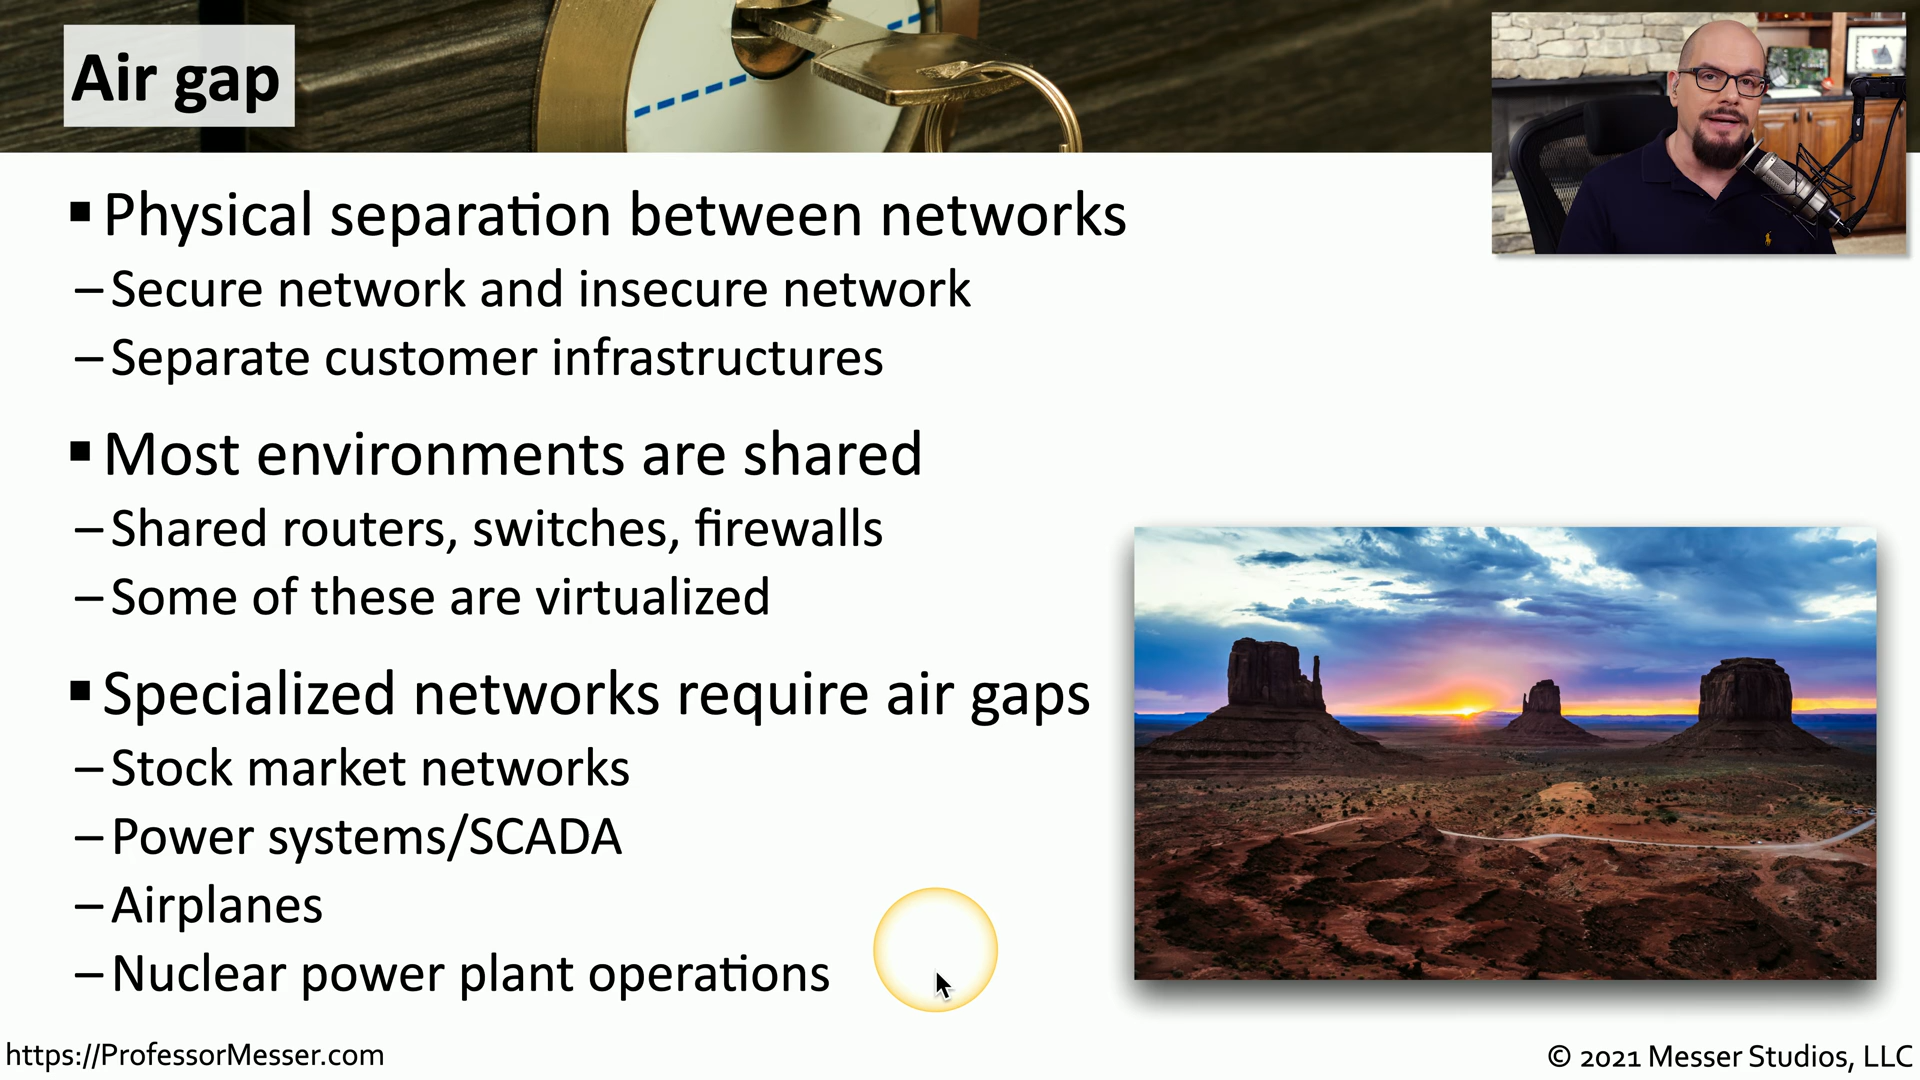 Air gap
▪ Physical separation between networks
– Secure network and insecure network
– Separate customer infrastructures
▪ Most environments are shared
– Shared routers, switches, firewalls
– Some of these are virtualized
▪ Specialized networks require air gaps
– Stock market networks
– Power systems/SCADA
– Airplanes
– Nuclear power plant operations
https://ProfessorMesser.com
© 2021 Messer Studios, LLC